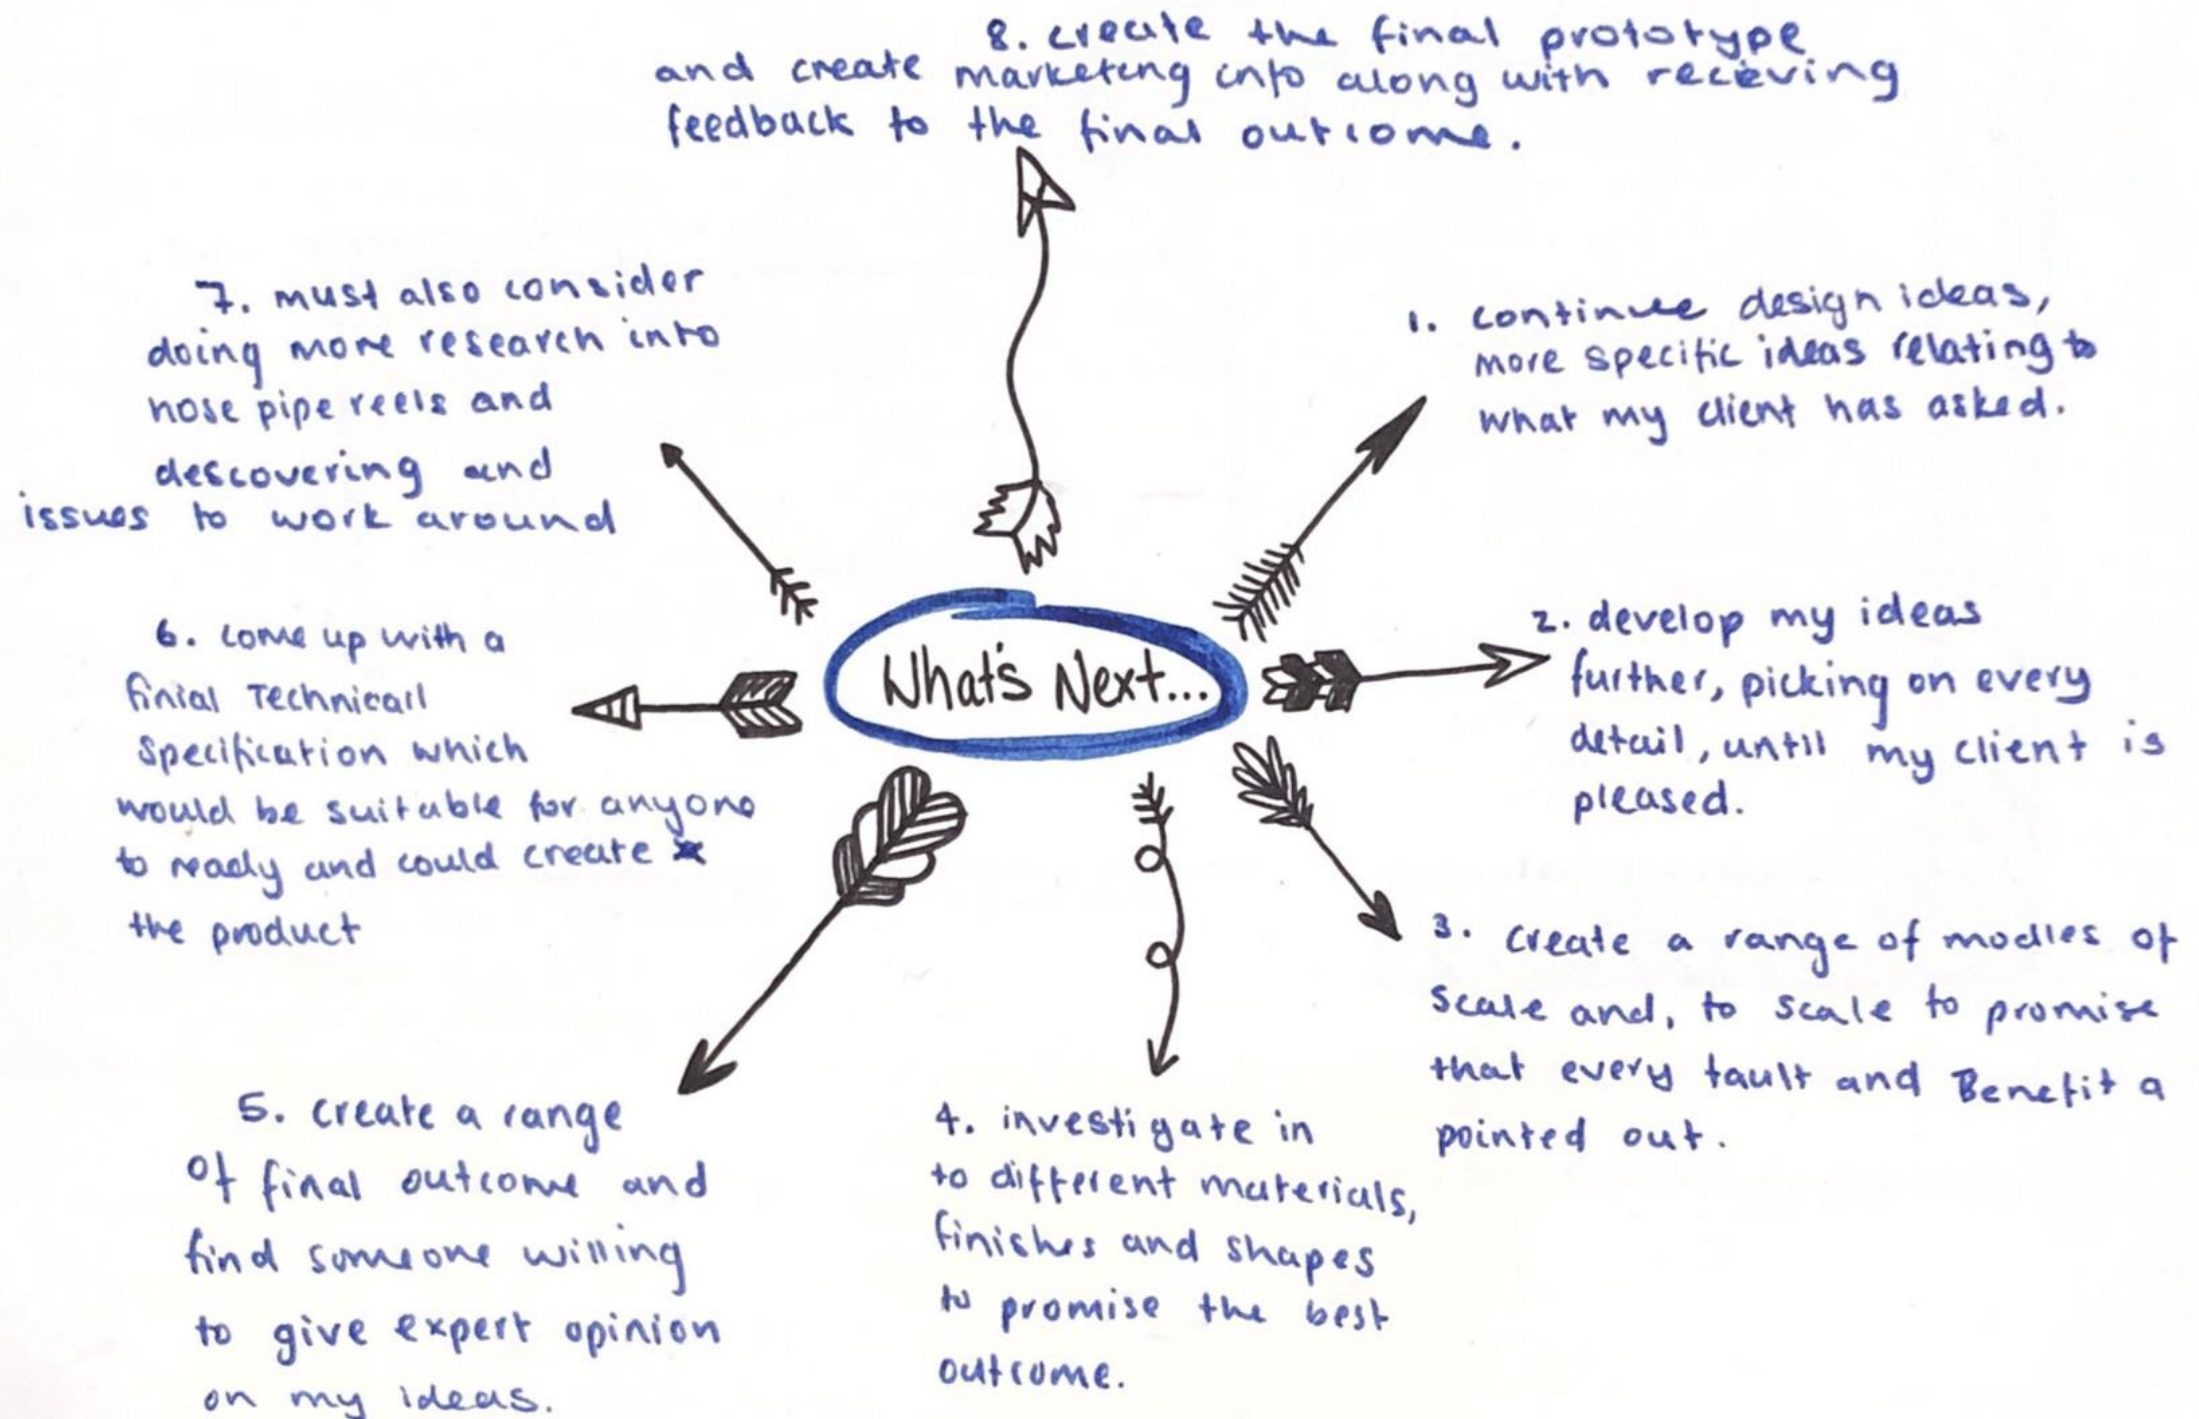 What's Next...
1. continue design ideas,
more specific ideas relating to
what my client has asked.
2. develop my ideas
further, picking on every
detail, until my client is
pleased.
3. create a range of modles of
scale and, to scale to promise
that every fault and Benefit a
pointed out.
4. investigate in
to different materials,
finishes and shapes
to promise the best
outcome.
5. create a range
of final outcome and
find someone willing
to give expert opinion
on my ideas.
6. come up with a
finial Technicall
specification which
would be suitable for anyone
to ready and could create
the product
7. must also consider
doing more research into
hose pipe reels and
descovering and
issues to work around
8. create the final prototype
and create marketing info along with recieving
feedback to the final outcome.